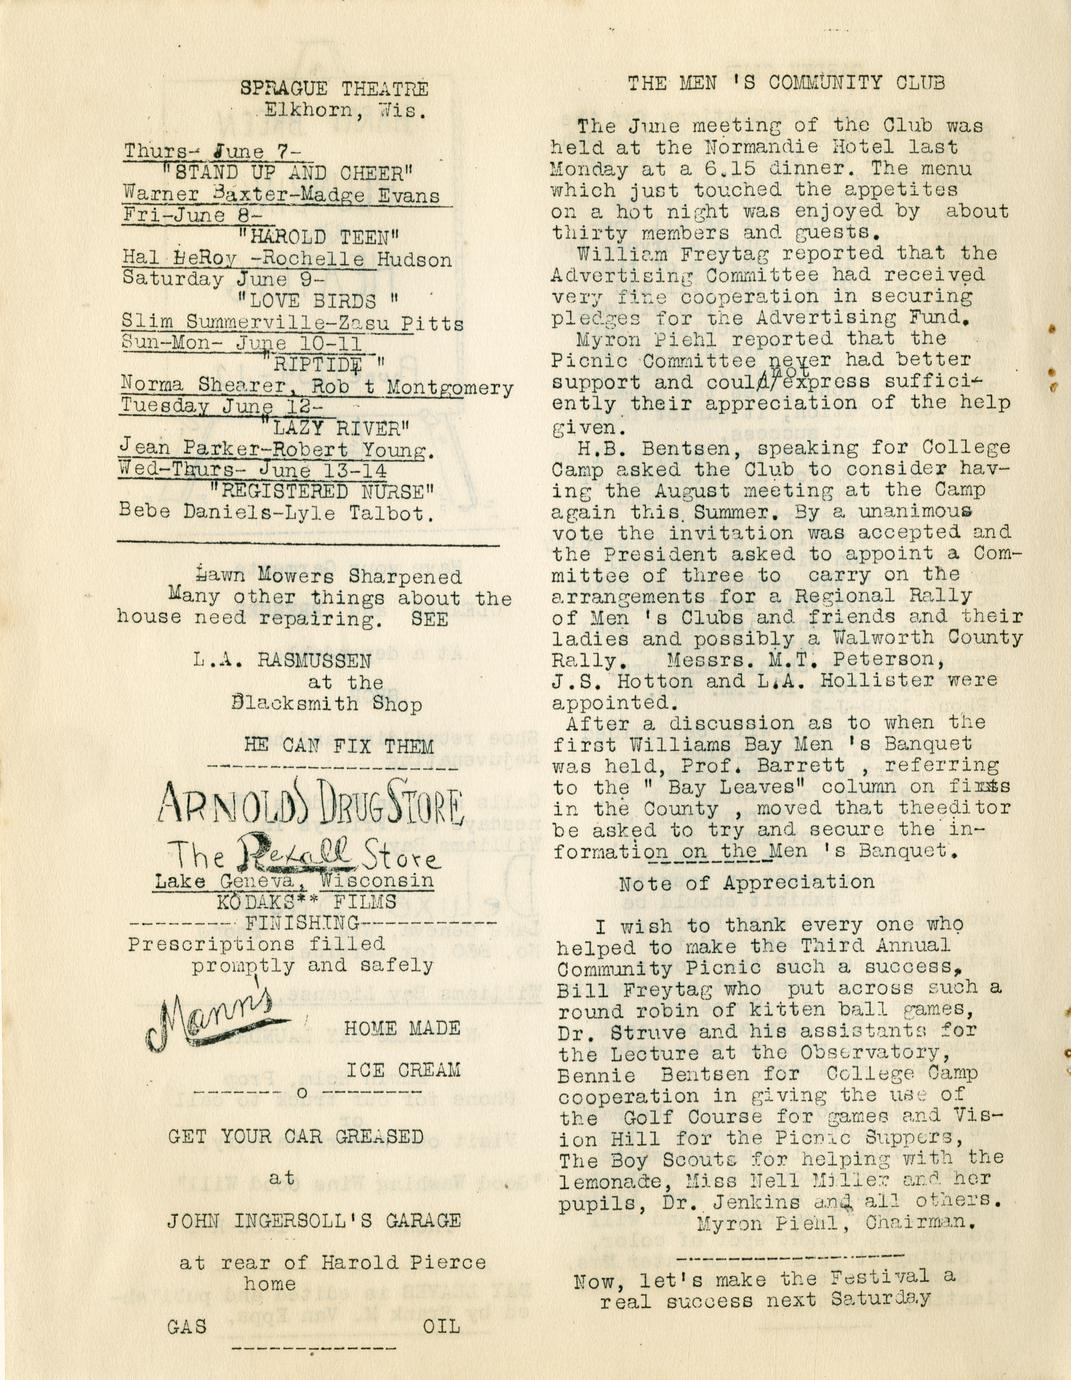 SPRAGUE THEATRE
Elkhorn, Wis.
Thurs- June 7-
"STAND UP AND CHEER"
Warner Baxter-Madge Evans
Fri-June 8-
"HAROLD TEEN"
Hal LeRoy -Rochelle Hudson
Saturday June 9-
"LOVE BIRDS "
Slim Summerville-Zasu Pitts
Sun-Mon- June 10-11
"RIPTIDE "
Norma Shearer, Rob t Montgomery
Tuesday June 12-
"LAZY RIVER"
Jean Parker-Robert Young.
Wed-Thurs- June 13-14
"REGISTERED NURSE"
Bebe Daniels-Lyle Talbot.
Lawn Mowers Sharpened
Many other things about the
house need repairing. SEE
L.A. RASMUSSEN
at the
Blacksmith Shop
HE CAN FIX THEM
ARNOLD'S DRUG STORE
The Rexall Store
Lake Geneva, Wisconsin
KODAKS** FILMS
---------FINISHING-----------
Prescriptions filled
promptly and safely
Mann's
HOME MADE
ICE CREAM
-------- o --------
GET YOUR CAR GREASED
at
JOHN INGERSOLL'S GARAGE
at rear of Harold Pierce
home
GAS OIL
THE MEN 'S COMMUNITY CLUB
The June meeting of the Club was
held at the Normandie Hotel last
Monday at a 6.15 dinner. The menu
which just touched the appetites
on a hot night was enjoyed by about
thirty members and guests.
William Freytag reported that the
Advertising Committee had received
very fine cooperation in securing
pledges for the Advertising Fund.
Myron Piehl reported that the
Picnic Committee never had better
support and could/not express suffici-
ently their appreciation of the help
given.
H.B. Bentsen, speaking for College
Camp asked the Club to consider hav-
ing the August meeting at the Camp
again this Summer. By a unanimous
vote the invitation was accepted and
the President asked to appoint a Com-
mittee of three to carry on the
arrangements for a Regional Rally
of Men 's Clubs and friends and their
ladies and possibly a Walworth County
Rally. Messrs. M.T. Peterson,
J.S. Hotton and L.A. Hollister were
appointed.
After a discussion as to when the
first Williams Bay Men 's Banquet
was held, Prof. Barrett , referring
to the " Bay Leaves" column on firsts
in the County , moved that theeditor
be asked to try and secure the in-
formation on the Men 's Banquet.
Note of Appreciation
I wish to thank every one who
helped to make the Third Annual
Community Picnic such a success,
Bill Freytag who put across such a
round robin of kitten ball games,
Dr. Struve and his assistants for
the Lecture at the Observatory,
Bennie Bentsen for College Camp
cooperation in giving the use of
the Golf Course for games and Vis-
ion Hill for the Picnic Suppers,
The Boy Scouts for helping with the
lemonade, Miss Nell Miller and her
pupils, Dr. Jenkins and all others.
Myron Piehl, Chairman.
Now, let's make the Festival a
real success next Saturday